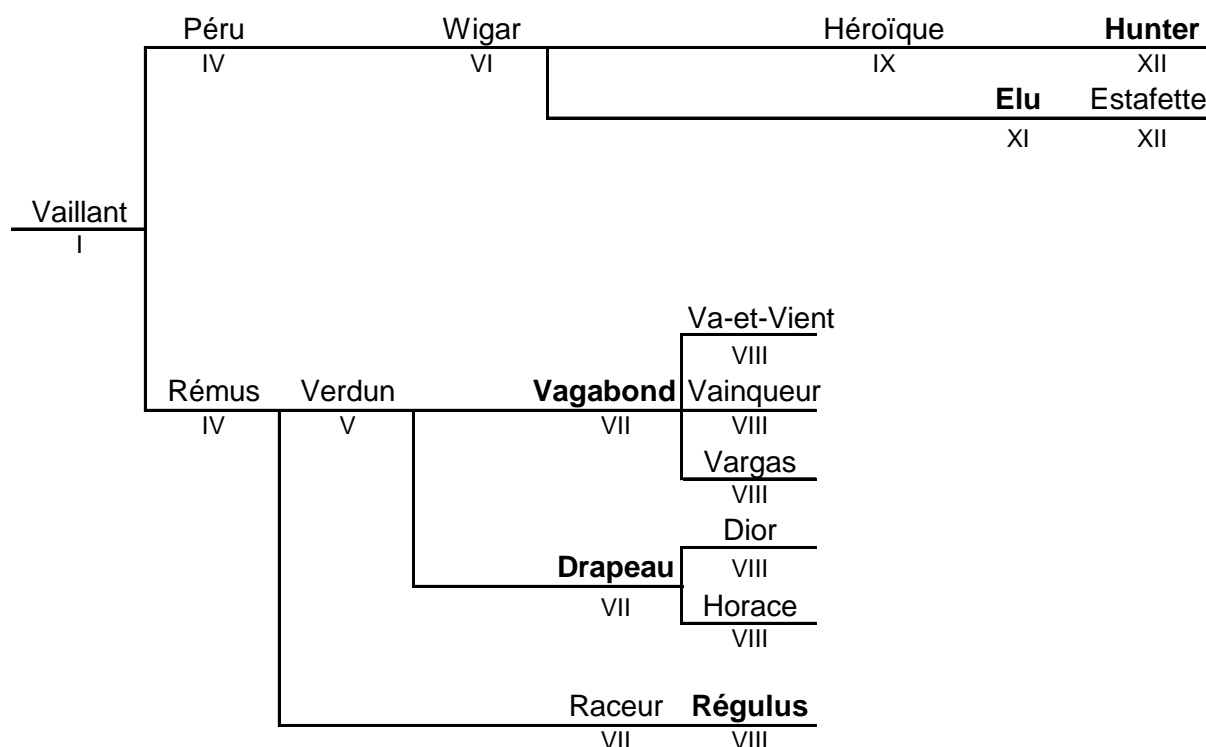 Péru Wigar Héroïque Hunter
IV VI IX XII
Elu Estafette
XI XII
Vaillant
I
Va-et-Vient
VIII
Rémus Verdun Vagabond Vainqueur
IV V VII VIII
Vargas
VIII
Dior
Drapeau VIII
VII Horace
VIII
Raceur Régulus
VII VIII